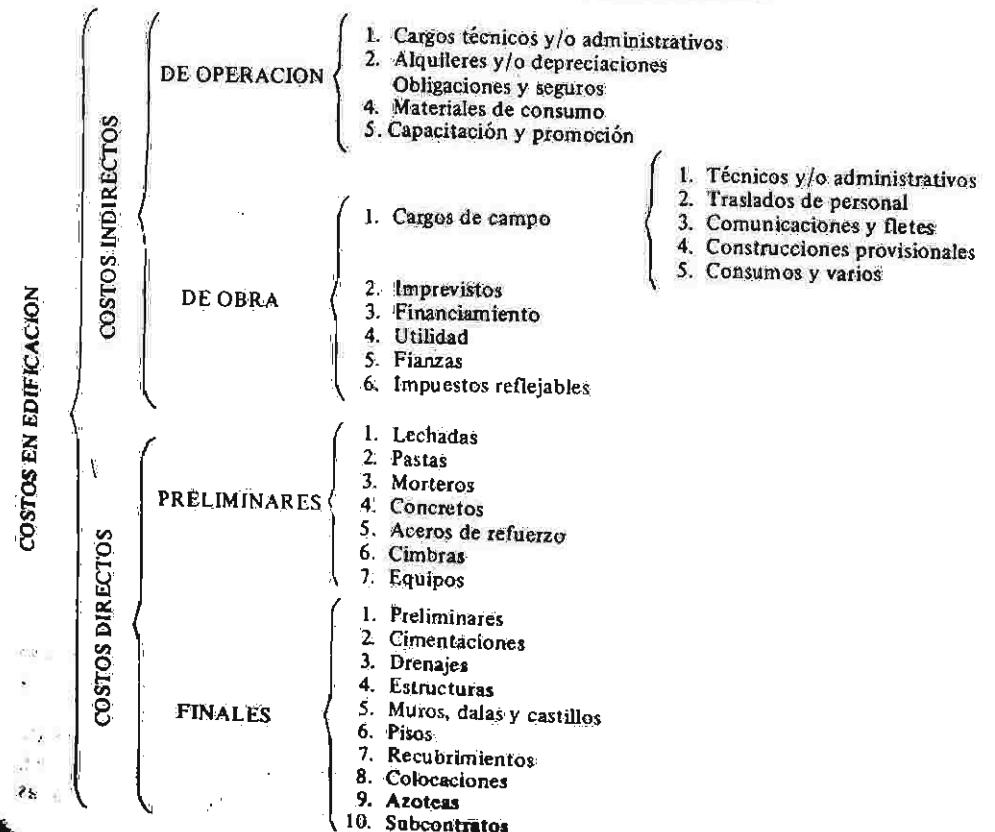 COSTOS EN EDIFICACION
COSTOS INDIRECTOS
DE OPERACION
1. Cargos técnicos y/o administrativos
2. Alquileres y/o depreciaciones
Obligaciones y seguros
4. Materiales de consumo
5. Capacitación y promoción
DE OBRA
1. Cargos de campo
1. Técnicos y/o administrativos
2. Traslados de personal
3. Comunicaciones y fletes
4. Construcciones provisionales
5. Consumos y varios
2. Imprevistos
3. Financiamiento
4. Utilidad
5. Fianzas
6. Impuestos reflejables
COSTOS DIRECTOS
PRELIMINARES
1. Lechadas
2. Pastas
3. Morteros
4. Concretos
5. Aceros de refuerzo
6. Cimbras
7. Equipos
FINALES
1. Preliminares
2. Cimentaciones
3. Drenajes
4. Estructuras
5. Muros, dalas y castillos
6. Pisos
7. Recubrimientos
8. Colocaciones
9. Azoteas
10. Subcontratos